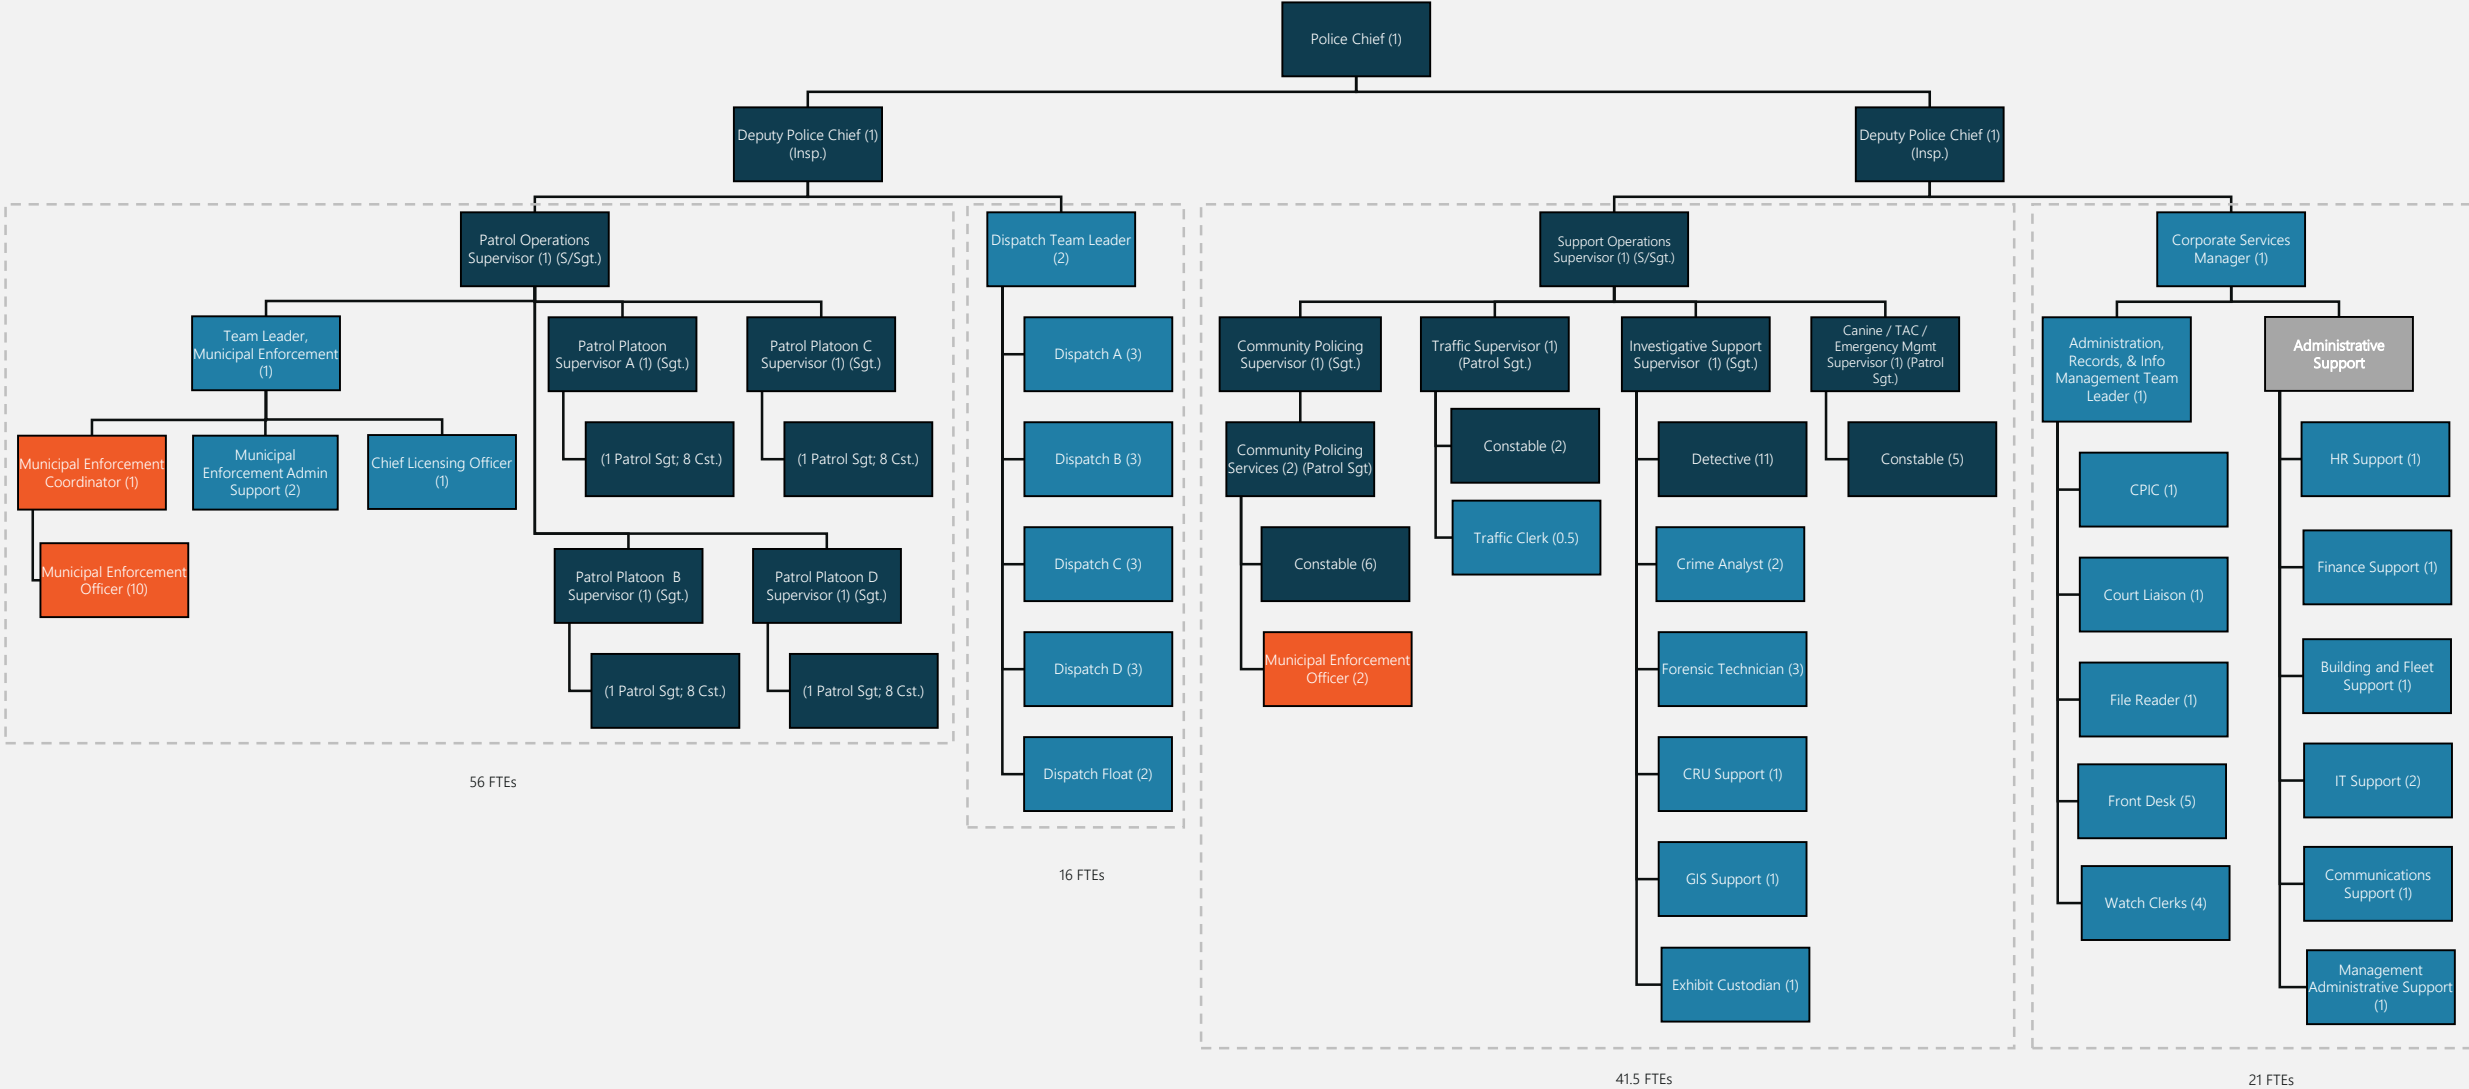 Police Chief (1)
Deputy Police Chief (1)
(Insp.)
Deputy Police Chief (1)
(Insp.)
Patrol Operations
Supervisor (1) (S/Sgt.)
Team Leader,
Municipal Enforcement
(1)
Municipal Enforcement
Coordinator (1)
Municipal Enforcement
Officer (10)
Municipal
Enforcement Admin
Support (2)
Chief Licensing Officer
(1)
Patrol Platoon
Supervisor A (1) (Sgt.)
(1 Patrol Sgt; 8 Cst.)
Patrol Platoon C
Supervisor (1) (Sgt.)
(1 Patrol Sgt; 8 Cst.)
Patrol Platoon  B
Supervisor (1) (Sgt.)
(1 Patrol Sgt; 8 Cst.)
Patrol Platoon D
Supervisor (1) (Sgt.)
(1 Patrol Sgt; 8 Cst.)
56 FTEs
Dispatch Team Leader
(2)
Dispatch A (3)
Dispatch B (3)
Dispatch C (3)
Dispatch D (3)
Dispatch Float (2)
16 FTEs
Support Operations
Supervisor (1) (S/Sgt.)
Community Policing
Supervisor (1) (Sgt.)
Community Policing
Services (2) (Patrol Sgt)
Constable (6)
Municipal Enforcement
Officer (2)
Traffic Supervisor (1)
(Patrol Sgt.)
Constable (2)
Traffic Clerk (0.5)
Investigative Support
Supervisor  (1) (Sgt.)
Detective (11)
Crime Analyst (2)
Forensic Technician (3)
CRU Support (1)
GIS Support (1)
Exhibit Custodian (1)
Canine / TAC /
Emergency Mgmt
Supervisor (1) (Patrol
Sgt.)
Constable (5)
41.5 FTEs
Corporate Services
Manager (1)
Administration,
Records, & Info
Management Team
Leader (1)
CPIC (1)
Court Liaison (1)
File Reader (1)
Front Desk (5)
Watch Clerks (4)
Administrative
Support
HR Support (1)
Finance Support (1)
Building and Fleet
Support (1)
IT Support (2)
Communications
Support (1)
Management
Administrative Support
(1)
21 FTEs